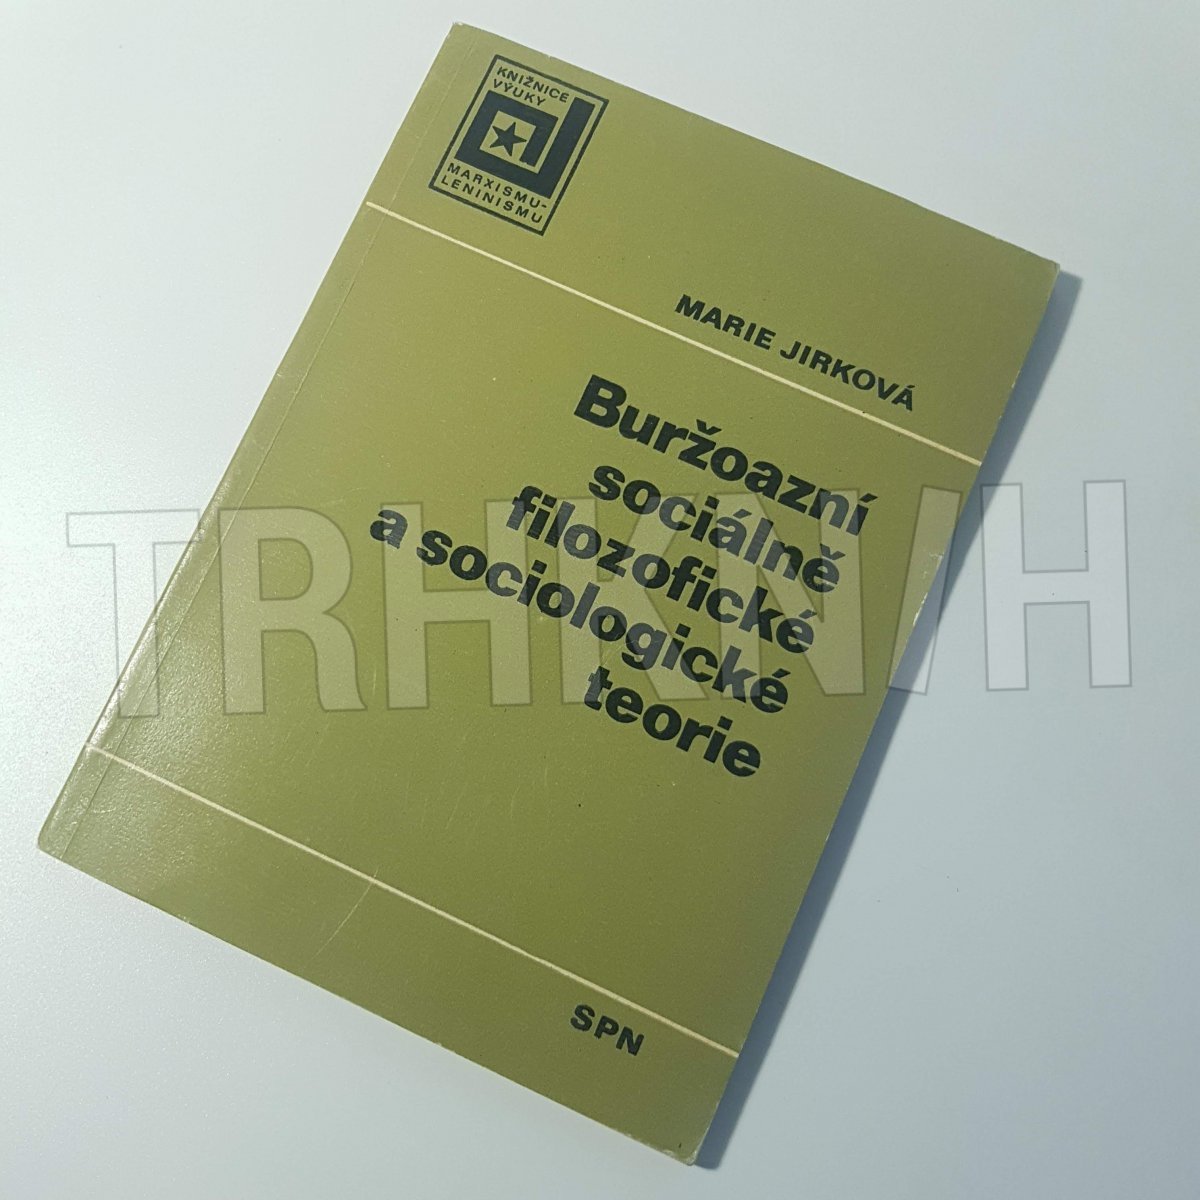 KNIŽNICE
VÝUKY
MARXISMU-
LENINISMU
MARIE JIRKOVÁ
Buržoazní
sociálně
filozofické
a sociologické
teorie
SPN
TRHKNIH